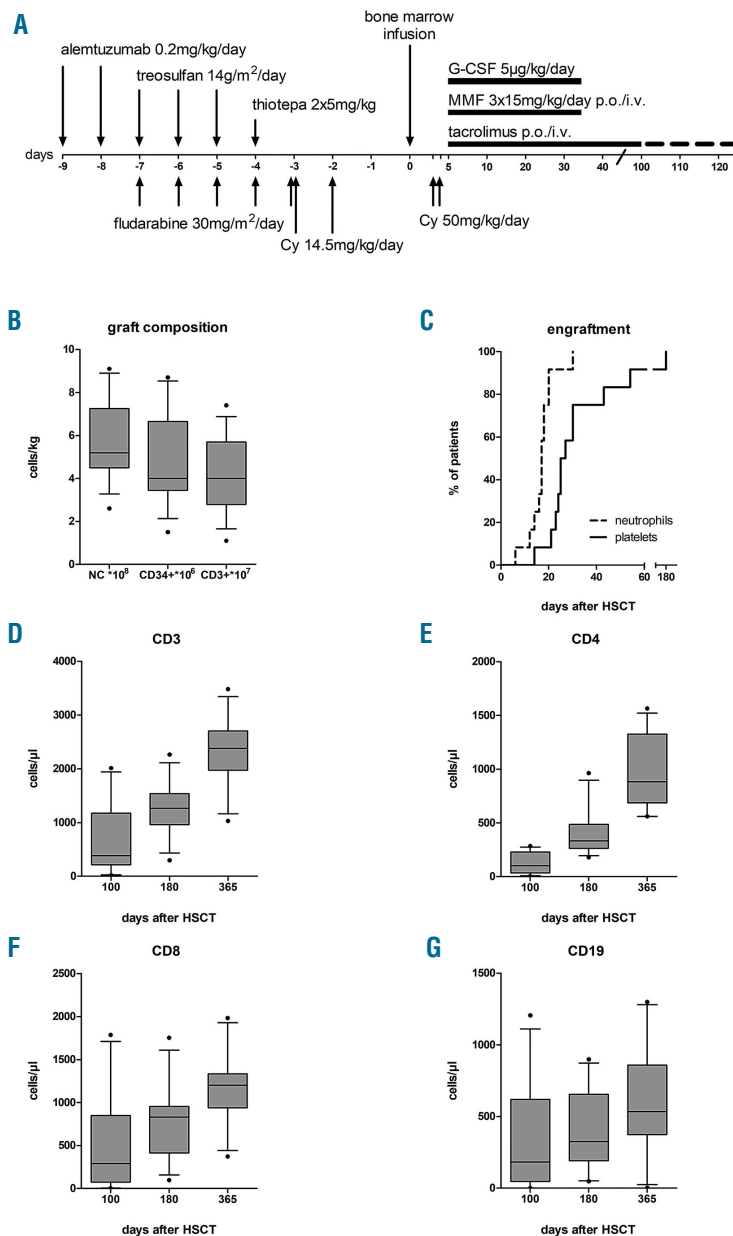 A
bone marrow
infusion
alemtuzumab 0.2mg/kg/day
treosulfan 14g/m²/day
thiotepa 2x5mg/kg
G-CSF 5µg/kg/day
MMF 3x15mg/kg/day p.o./i.v.
tacrolimus p.o./i.v.
days
-9 -8 -7 -6 -5 -4 -3 -2 -1 0 5 10 20 30 40 100 110 120
fludarabine 30mg/m²/day
Cy 14.5mg/kg/day
Cy 50mg/kg/day
B
graft composition
cells/kg
10
8
6
4
2
0
NC *10⁸ CD34+*10⁶ CD3+*10⁷
C
engraftment
% of patients
100
80
60
40
20
0
neutrophils
platelets
0 20 40 60 180
days after HSCT
D
CD3
cells/µl
4000
3000
2000
1000
0
100 180 365
days after HSCT
E
CD4
cells/µl
2000
1500
1000
500
0
100 180 365
days after HSCT
F
CD8
cells/µl
2500
2000
1500
1000
500
0
100 180 365
days after HSCT
G
CD19
cells/µl
1500
1000
500
0
100 180 365
days after HSCT